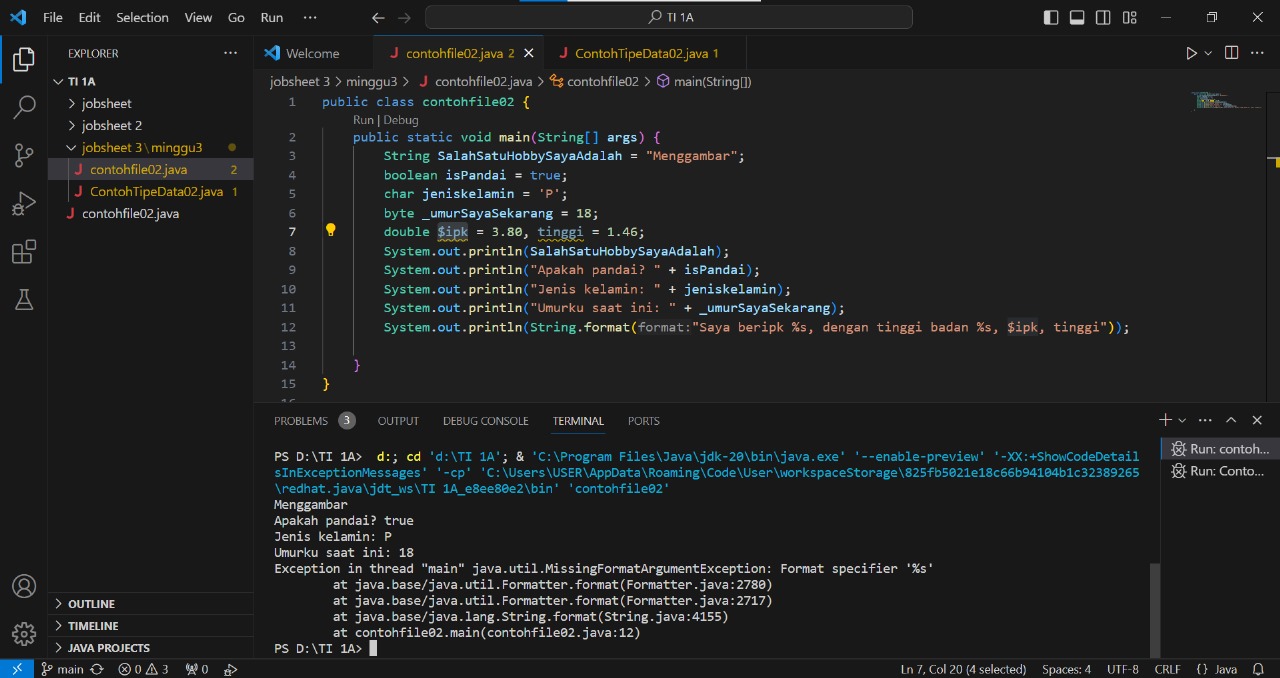 File Edit Selection View Go Run ··· TI 1A
EXPLORER ···
TI 1A
jobsheet
jobsheet 2
jobsheet 3 \ minggu3
contohfile02.java 2
ContohTipeData02.java 1
contohfile02.java
OUTLINE
TIMELINE
JAVA PROJECTS
Welcome contohfile02.java 2 ContohTipeData02.java 1
jobsheet 3 > minggu3 > contohfile02.java > contohfile02 > main(String[])
1 public class contohfile02 {
Run | Debug
2 public static void main(String[] args) {
3 String SalahSatuHobbySayaAdalah = "Menggambar";
4 boolean isPandai = true;
5 char jeniskelamin = 'P';
6 byte _umurSayaSekarang = 18;
7 double $ipk = 3.80, tinggi = 1.46;
8 System.out.println(SalahSatuHobbySayaAdalah);
9 System.out.println("Apakah pandai? " + isPandai);
10 System.out.println("Jenis kelamin: " + jeniskelamin);
11 System.out.println("Umurku saat ini: " + _umurSayaSekarang);
12 System.out.println(String.format(format:"Saya beripk %s, dengan tinggi badan %s, $ipk, tinggi"));
13
14 }
15 }
16
PROBLEMS 3 OUTPUT DEBUG CONSOLE TERMINAL PORTS
PS D:\TI 1A> d:; cd 'd:\TI 1A'; & 'C:\Program Files\Java\jdk-20\bin\java.exe' '--enable-preview' '-XX:+ShowCodeDetail
sInExceptionMessages' '-cp' 'C:\Users\USER\AppData\Roaming\Code\User\workspaceStorage\825fb5021e18c66b94104b1c32389265
\redhat.java\jdt_ws\TI 1A_e8ee80e2\bin' 'contohfile02'
Menggambar
Apakah pandai? true
Jenis kelamin: P
Umurku saat ini: 18
Exception in thread "main" java.util.MissingFormatArgumentException: Format specifier '%s'
at java.base/java.util.Formatter.format(Formatter.java:2780)
at java.base/java.util.Formatter.format(Formatter.java:2717)
at java.base/java.lang.String.format(String.java:4155)
at contohfile02.main(contohfile02.java:12)
PS D:\TI 1A>
Run: contoh...
Run: Conto...
main 0 3 0 Ln 7, Col 20 (4 selected) Spaces: 4 UTF-8 CRLF {} Java